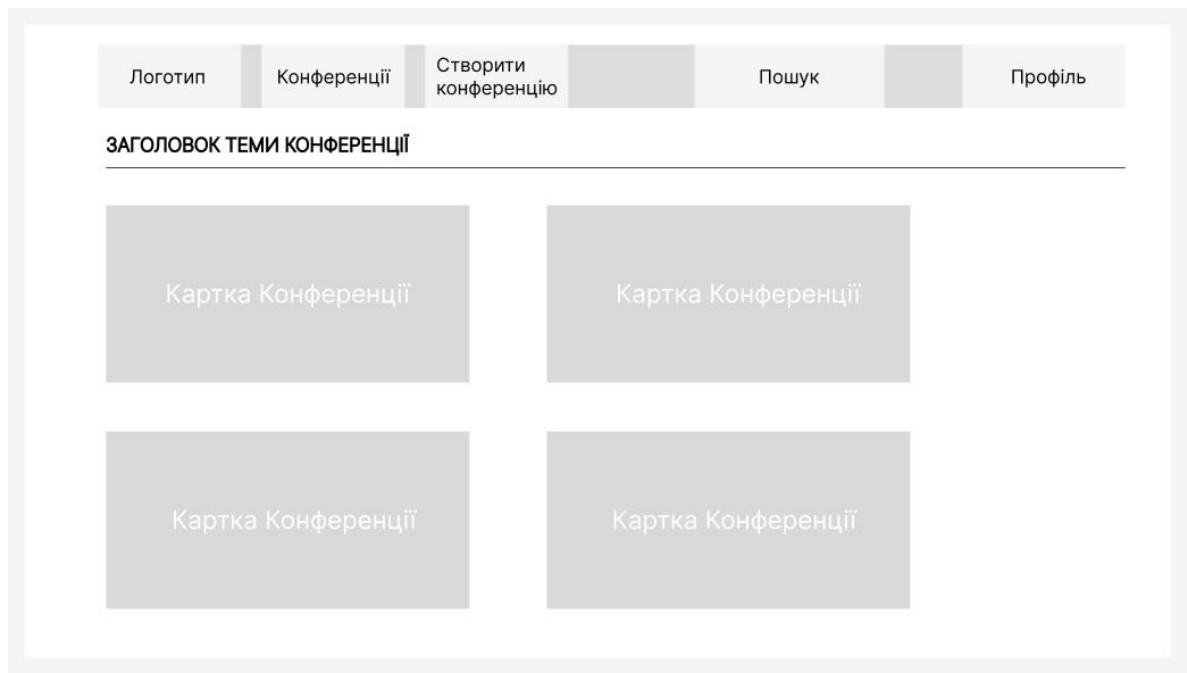 Логотип
Конференції
Створити
конференцію
Пошук
Профіль
ЗАГОЛОВОК ТЕМИ КОНФЕРЕНЦІЇ
Картка Конференції
Картка Конференції
Картка Конференції
Картка Конференції